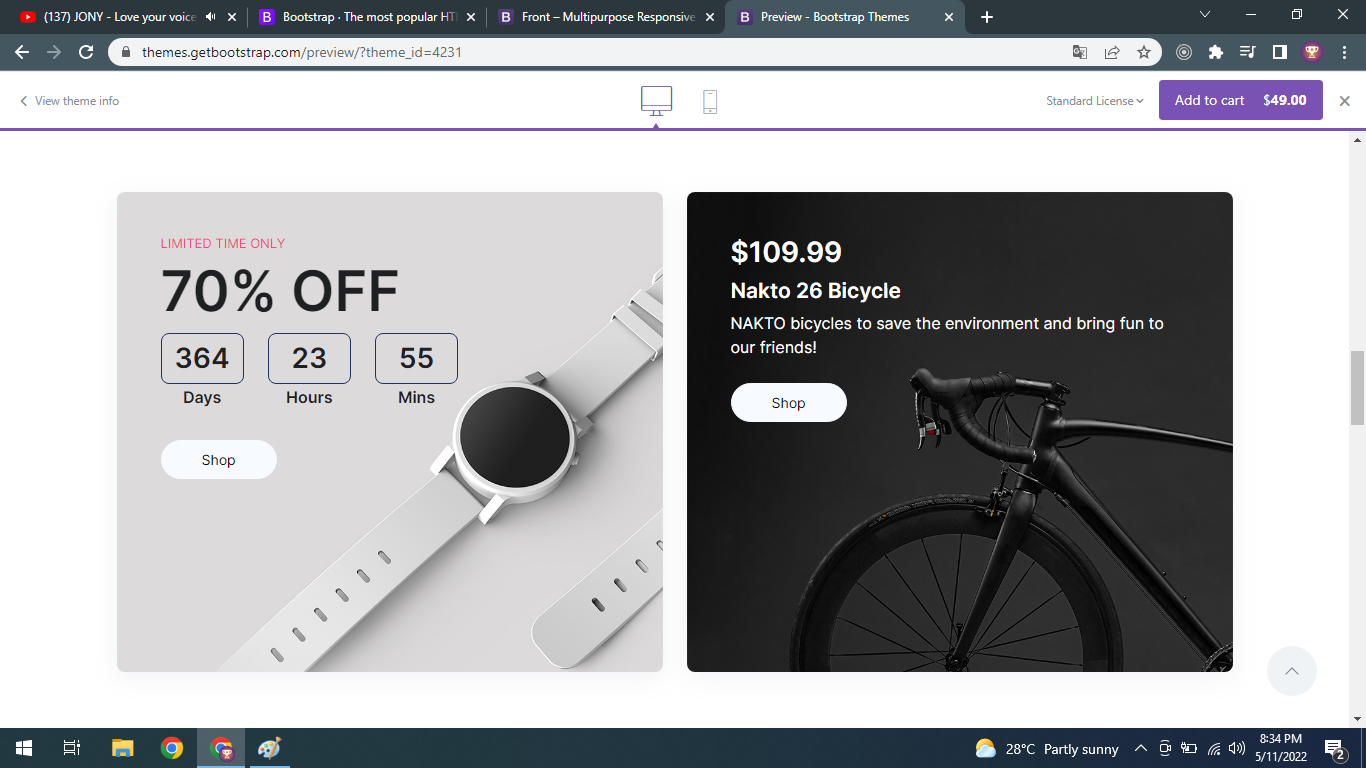 (137) JONY - Love your voice
Bootstrap · The most popular HT
Front – Multipurpose Responsive
Preview - Bootstrap Themes
themes.getbootstrap.com/preview/?theme_id=4231
View theme info
Standard License
Add to cart $49.00
LIMITED TIME ONLY
70% OFF
364 23 55
Days Hours Mins
Shop
$109.99
Nakto 26 Bicycle
NAKTO bicycles to save the environment and bring fun to
our friends!
Shop
28°C Partly sunny
8:34 PM
5/11/2022
2